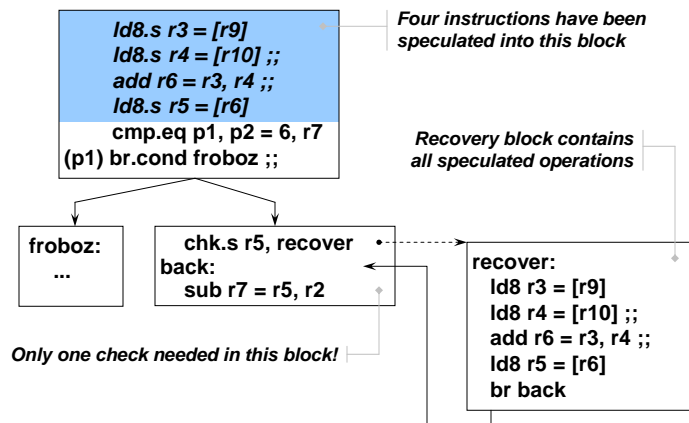 ld8.s r3 = [r9]
ld8.s r4 = [r10] ;;
add r6 = r3, r4 ;;
ld8.s r5 = [r6]
cmp.eq p1, p2 = 6, r7
(p1) br.cond froboz ;;
Four instructions have been
speculated into this block
Recovery block contains
all speculated operations
froboz:
...
chk.s r5, recover
back:
sub r7 = r5, r2
Only one check needed in this block!
recover:
ld8 r3 = [r9]
ld8 r4 = [r10] ;;
add r6 = r3, r4 ;;
ld8 r5 = [r6]
br back